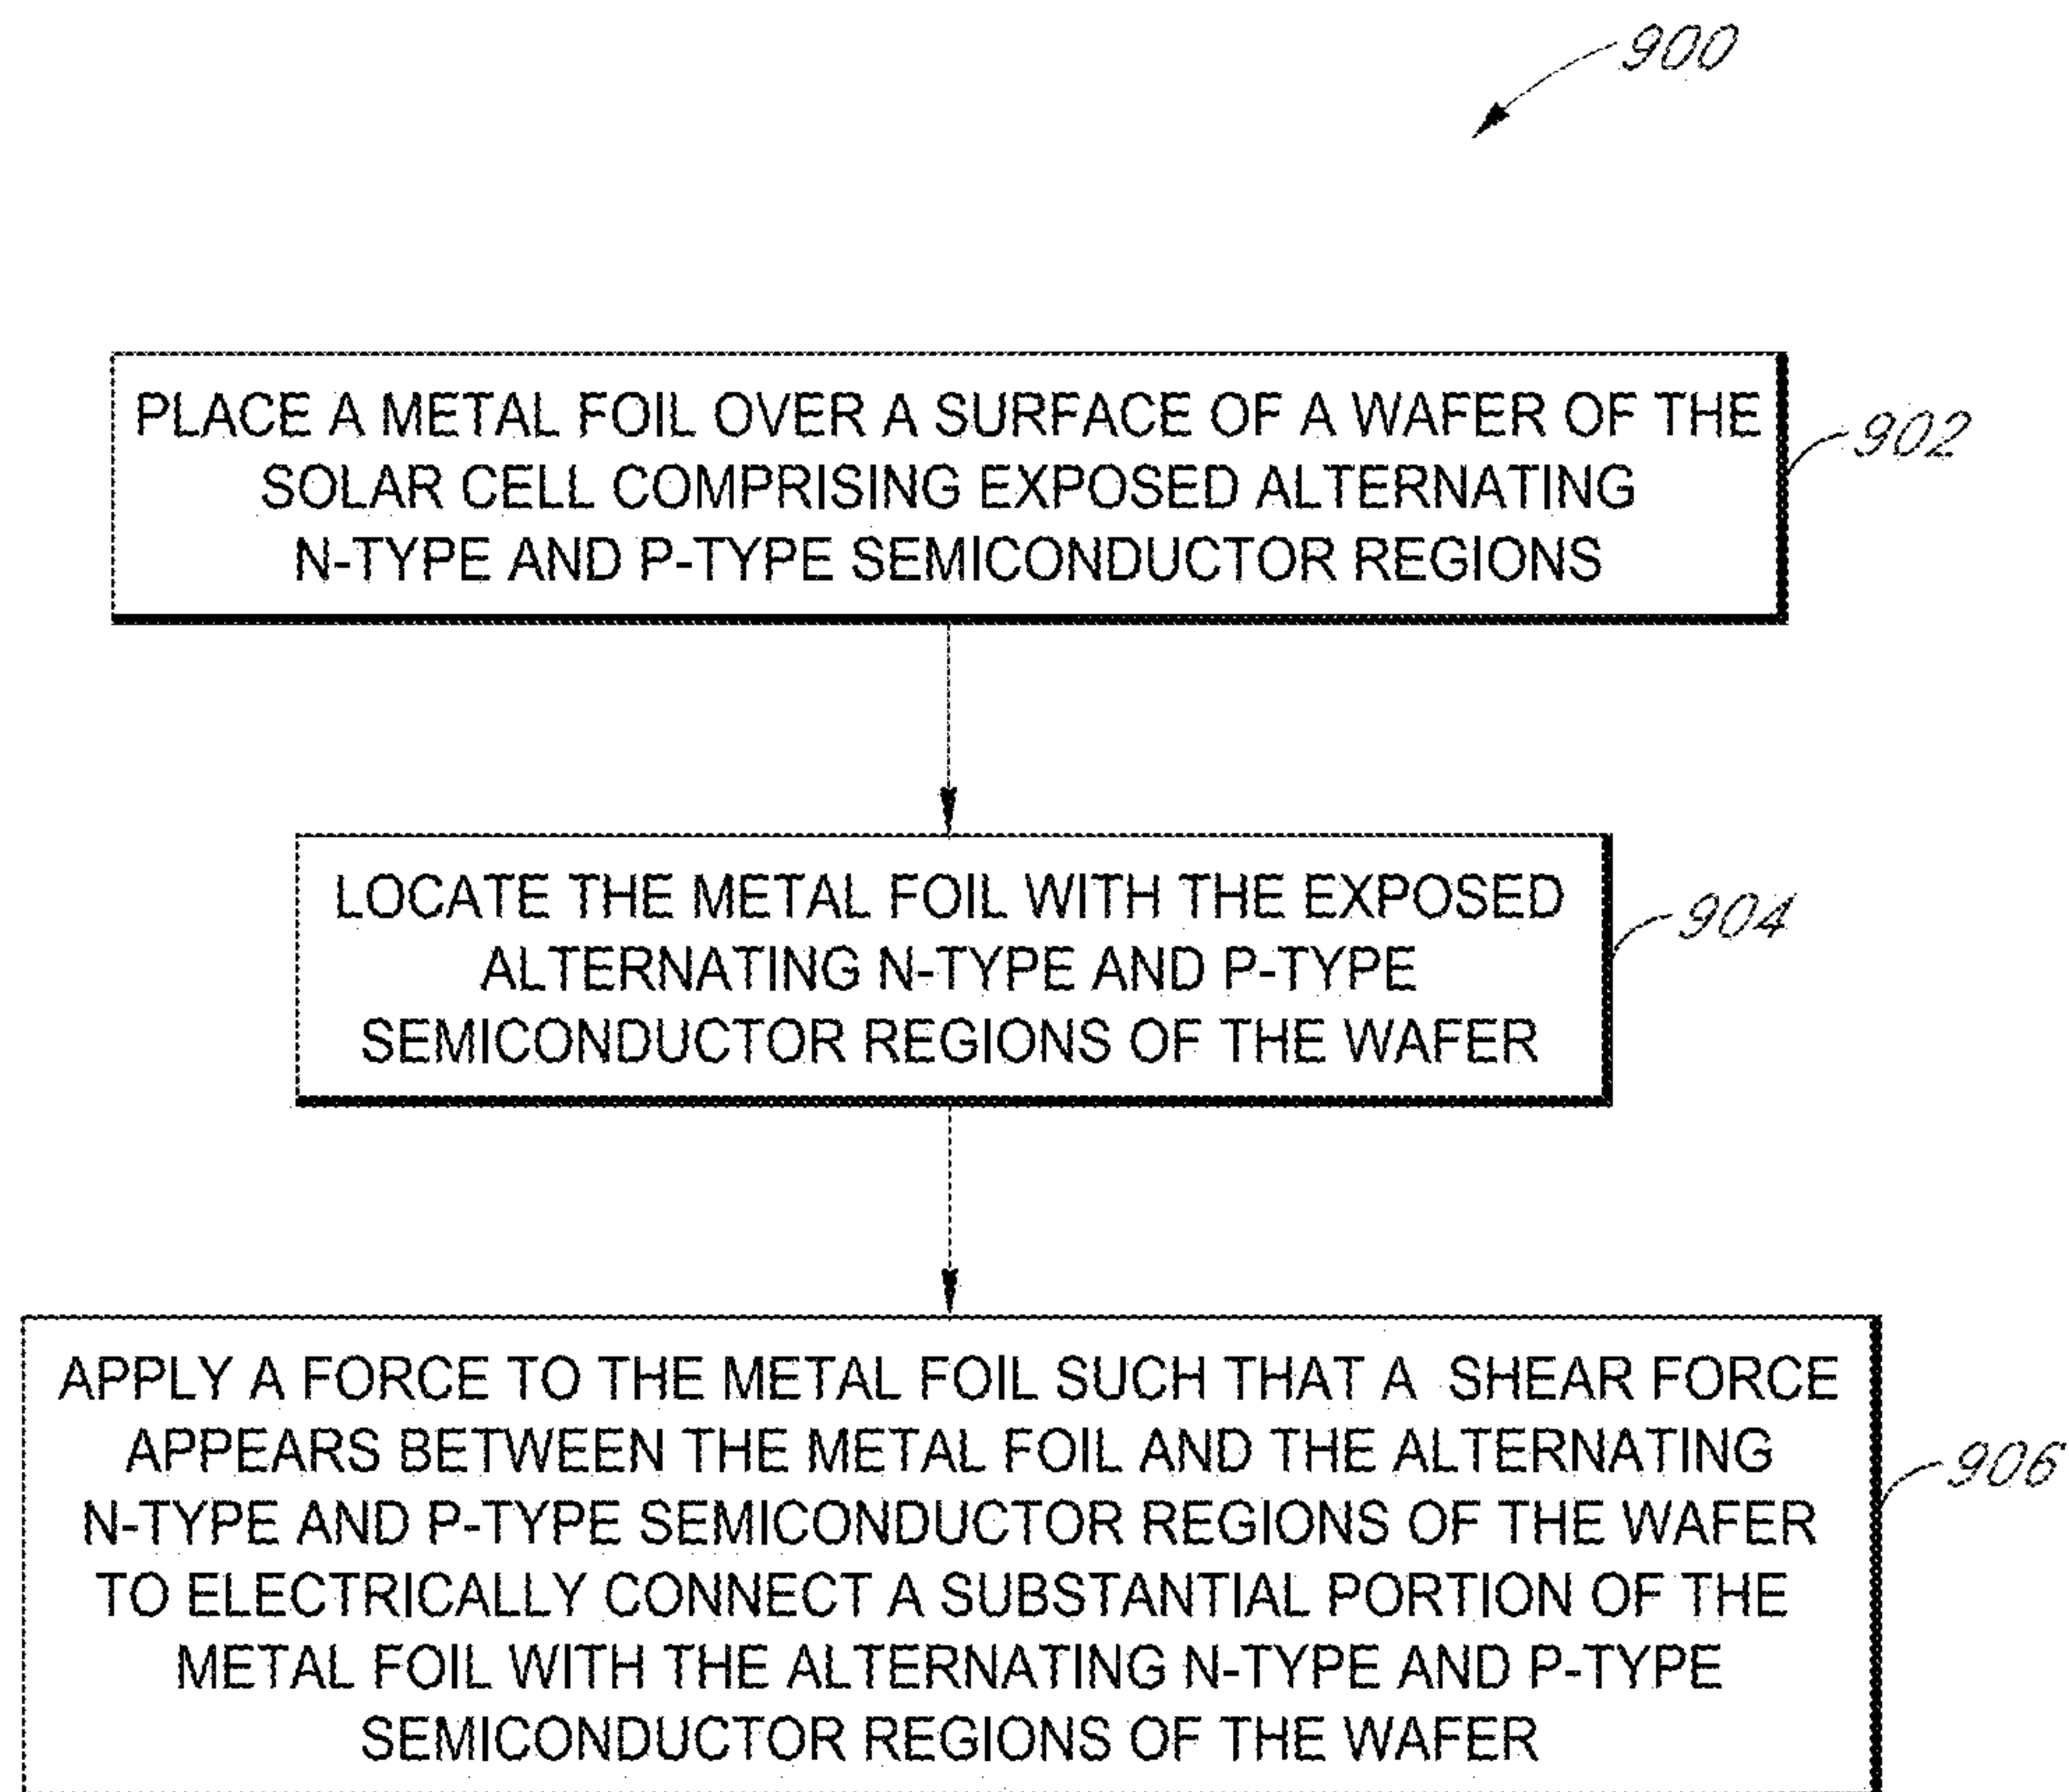 900
PLACE A METAL FOIL OVER A SURFACE OF A WAFER OF THE
SOLAR CELL COMPRISING EXPOSED ALTERNATING
N-TYPE AND P-TYPE SEMICONDUCTOR REGIONS
902
LOCATE THE METAL FOIL WITH THE EXPOSED
ALTERNATING N-TYPE AND P-TYPE
SEMICONDUCTOR REGIONS OF THE WAFER
904
APPLY A FORCE TO THE METAL FOIL SUCH THAT A SHEAR FORCE
APPEARS BETWEEN THE METAL FOIL AND THE ALTERNATING
N-TYPE AND P-TYPE SEMICONDUCTOR REGIONS OF THE WAFER
TO ELECTRICALLY CONNECT A SUBSTANTIAL PORTION OF THE
METAL FOIL WITH THE ALTERNATING N-TYPE AND P-TYPE
SEMICONDUCTOR REGIONS OF THE WAFER
906